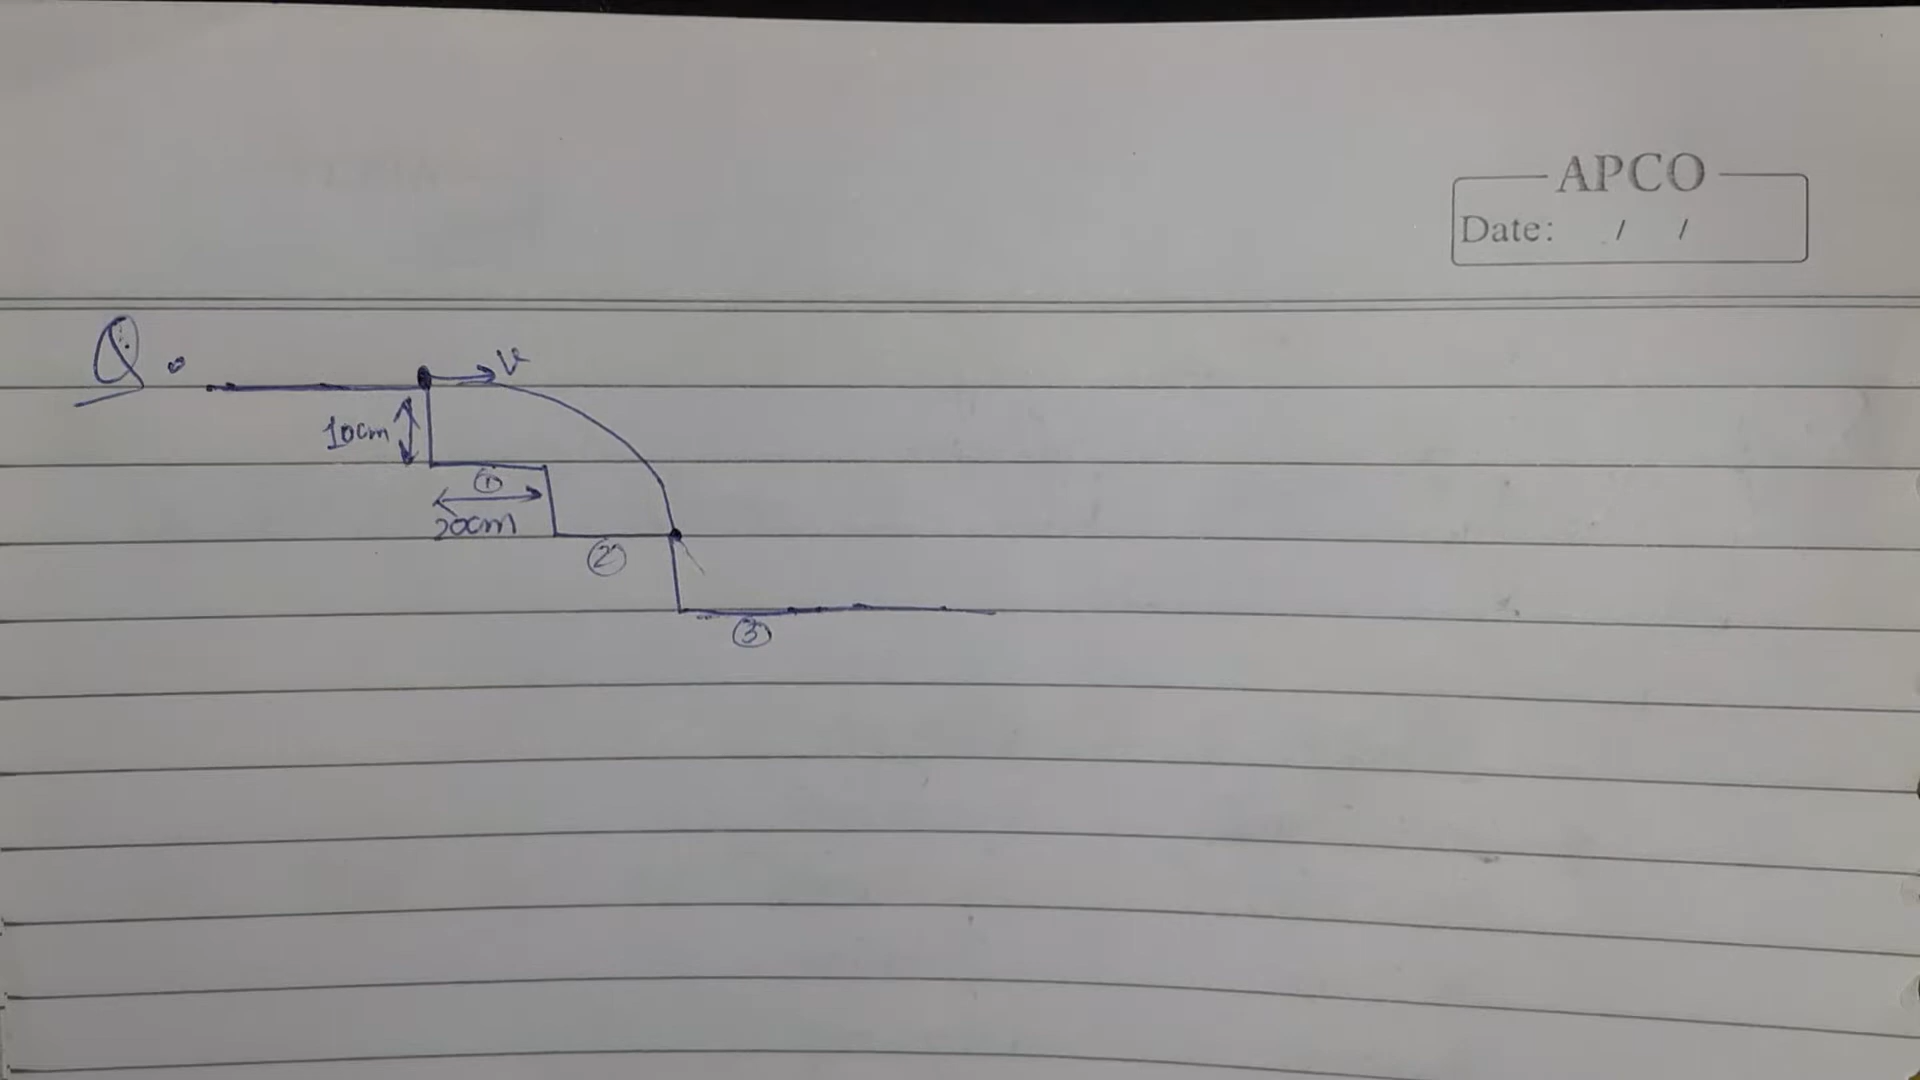 APCO
Date: / /
Q.
v
10cm
①
20cm
②
③